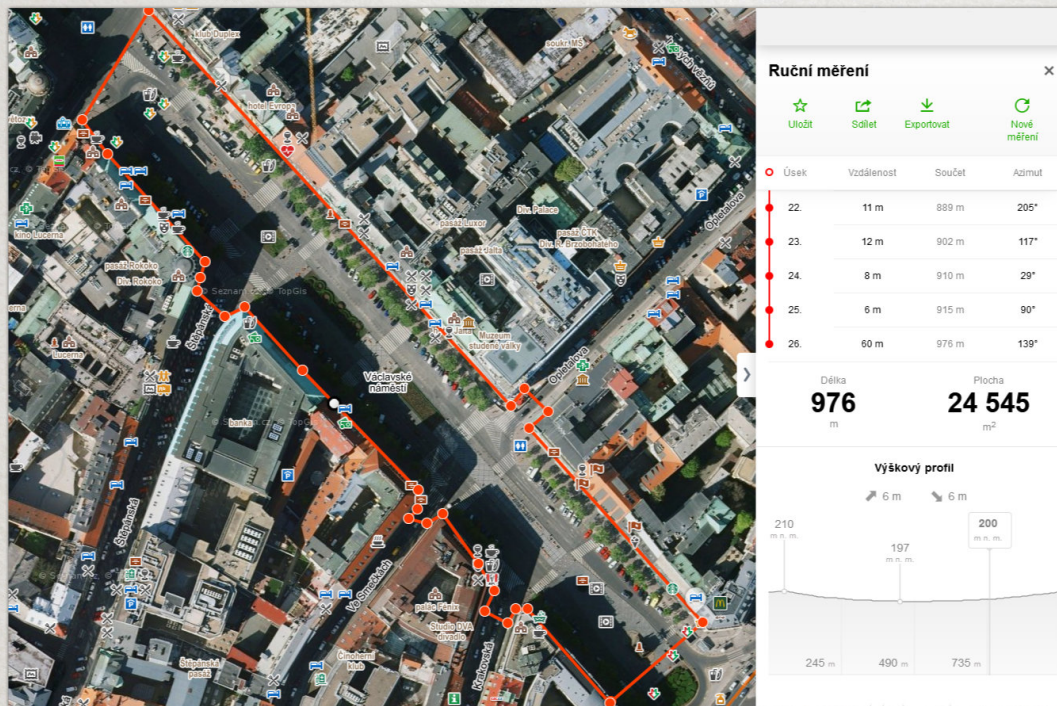 klub Duplex
soukr. MŠ
hotel Evropa
kino Lucerna
pasáž Rokoko
Div. Rokoko
pasáž Luxor
Div. Palace
pasáž ČTK
Div. R. Brzobohatého
pasáž Jalta
Opletalova
© Seznam.cz © TopGis
Štěpánská
Lucerna
Muzeum
studené války
Opletalova
Václavské
náměstí
banka
Štěpánská
Ve Smečkách
palác Fénix
Studio DVA
divadlo
Činoherní
klub
Krakovská
Štěpánská
pasáž
Ruční měření
Uložit
Sdílet
Exportovat
Nové
měření
Úsek Vzdálenost Součet Azimut
22. 11 m 889 m 205°
23. 12 m 902 m 117°
24. 8 m 910 m 29°
25. 6 m 915 m 90°
26. 60 m 976 m 139°
Délka Plocha
976 24 545
m m²
Výškový profil
6 m 6 m
210
m n. m.
197
m n. m.
200
m n. m.
245 m 490 m 735 m